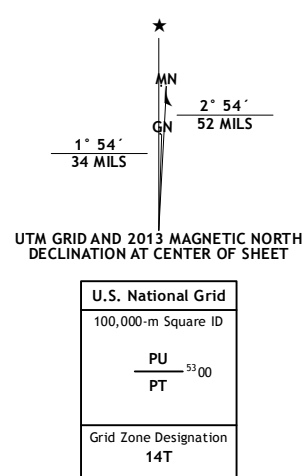 ★
MN
GN
2° 54´
52 MILS
1° 54´
34 MILS
UTM GRID AND 2013 MAGNETIC NORTH
DECLINATION AT CENTER OF SHEET
U.S. National Grid
100,000-m Square ID
PU
5300
PT
Grid Zone Designation
14T